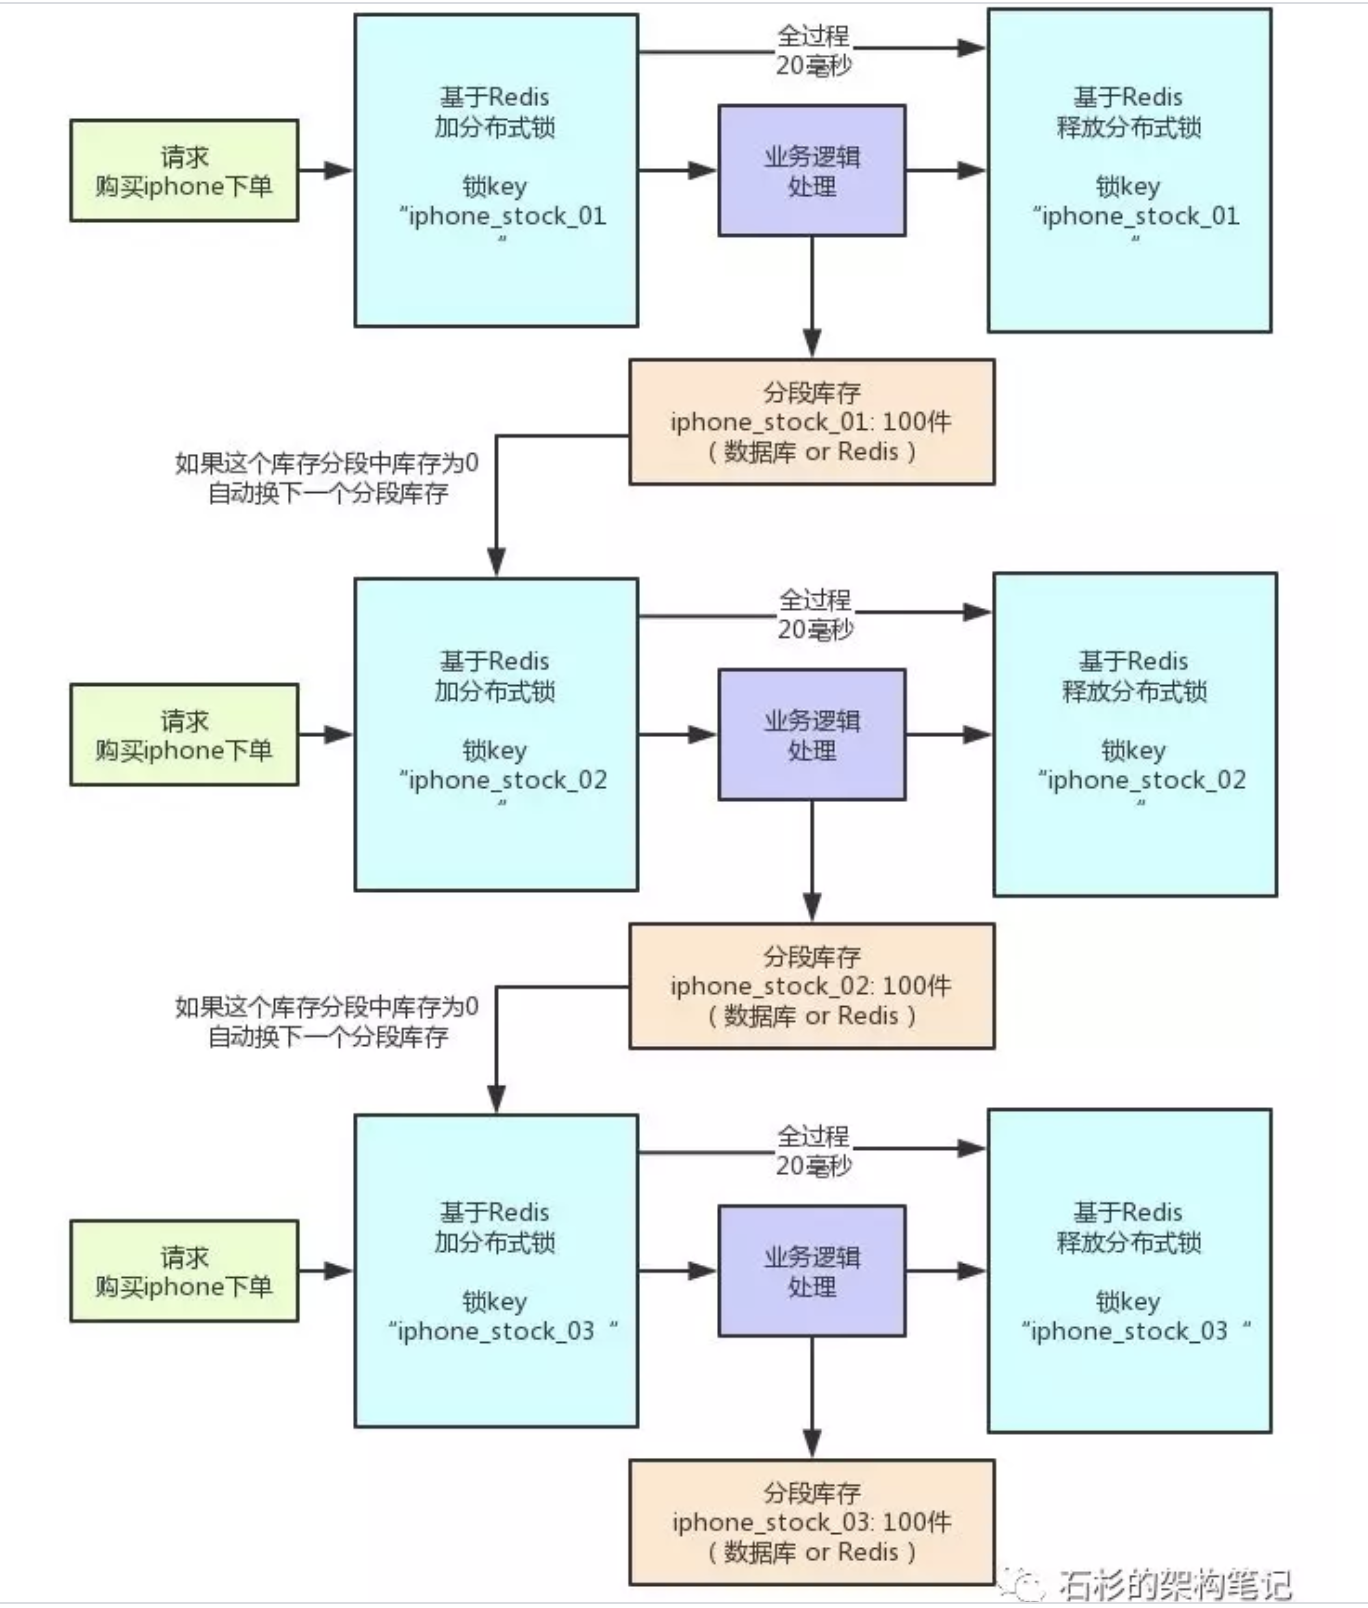 全过程
20毫秒
基于Redis
加分布式锁
锁key
“iphone_stock_01
“
请求
购买iphone下单
业务逻辑
处理
基于Redis
释放分布式锁
锁key
“iphone_stock_01
“
分段库存
iphone_stock_01: 100件
（数据库 or Redis）
如果这个库存分段中库存为0
自动换下一个分段库存
全过程
20毫秒
基于Redis
加分布式锁
锁key
“iphone_stock_02
“
请求
购买iphone下单
业务逻辑
处理
基于Redis
释放分布式锁
锁key
“iphone_stock_02
“
分段库存
iphone_stock_02: 100件
（数据库 or Redis）
如果这个库存分段中库存为0
自动换下一个分段库存
全过程
20毫秒
基于Redis
加分布式锁
锁key
“iphone_stock_03 “
请求
购买iphone下单
业务逻辑
处理
基于Redis
释放分布式锁
锁key
“iphone_stock_03 “
分段库存
iphone_stock_03: 100件
（数据库 or Redis）
石杉的架构笔记